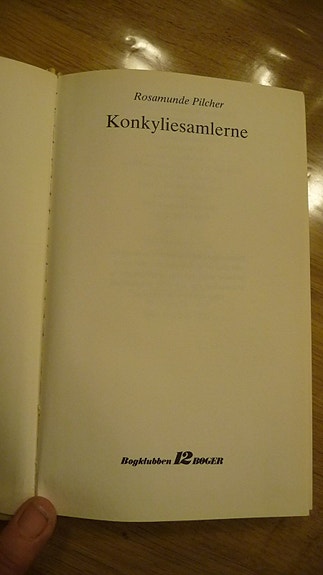 Rosamunde Pilcher
Konkyliesamlerne
Bogklubben 12 BØGER